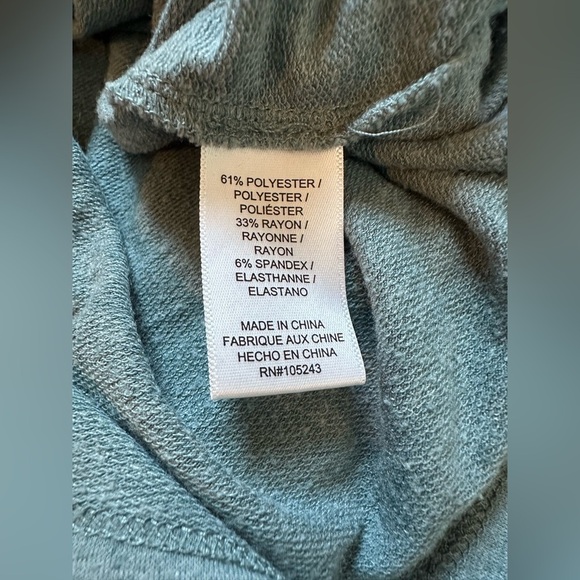 61% POLYESTER /
POLYESTER /
POLIÉSTER
33% RAYON /
RAYONNE /
RAYON
6% SPANDEX /
ELASTHANNE /
ELASTANO
MADE IN CHINA
FABRIQUE AUX CHINE
HECHO EN CHINA
RN#105243